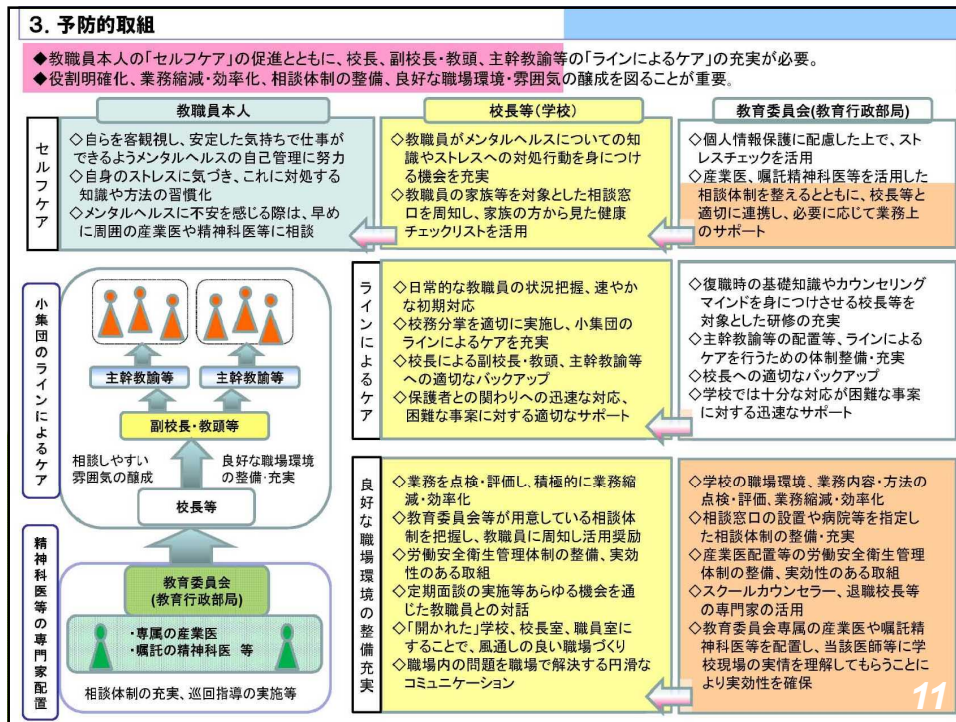 3. 予防的取組
◆教職員本人の「セルフケア」の促進とともに、校長、副校長・教頭、主幹教諭等の「ラインによるケア」の充実が必要。
◆役割明確化、業務縮減・効率化、相談体制の整備、良好な職場環境・雰囲気の醸成を図ることが重要。
教職員本人
校長等(学校)
教育委員会(教育行政部局)
セルフケア
◇自らを客観視し、安定した気持ちで仕事が
できるようメンタルヘルスの自己管理に努力
◇自身のストレスに気づき、これに対処する
知識や方法の習慣化
◇メンタルヘルスに不安を感じる際は、早め
に周囲の産業医や精神科医等に相談
◇教職員がメンタルヘルスについての知
識やストレスへの対処行動を身につけ
る機会を充実
◇教職員の家族等を対象とした相談窓
口を周知し、家族の方から見た健康
チェックリストを活用
◇個人情報保護に配慮した上で、スト
レスチェックを活用
◇産業医、嘱託精神科医等を活用した
相談体制を整えるとともに、校長等と
適切に連携し、必要に応じて業務上
のサポート
小集団のラインによるケア
主幹教諭等
主幹教諭等
副校長・教頭等
相談しやすい
雰囲気の醸成
良好な職場環境
の整備・充実
校長等
ラインによるケア
◇日常的な教職員の状況把握、速やか
な初期対応
◇校務分掌を適切に実施し、小集団の
ラインによるケアを充実
◇校長による副校長・教頭、主幹教諭等
への適切なバックアップ
◇保護者との関わりへの迅速な対応、
困難な事案に対する適切なサポート
◇復職時の基礎知識やカウンセリング
マインドを身につけさせる校長等を
対象とした研修の充実
◇主幹教諭等の配置等、ラインによる
ケアを行うための体制整備・充実
◇校長への適切なバックアップ
◇学校では十分な対応が困難な事案
に対する迅速なサポート
精神科医等の専門家配置
教育委員会
(教育行政部局)
・専属の産業医
・嘱託の精神科医 等
相談体制の充実、巡回指導の実施等
良好な職場環境の整備充実
◇業務を点検・評価し、積極的に業務縮
減・効率化
◇教育委員会等が用意している相談体
制を把握し、教職員に周知し活用奨励
◇労働安全衛生管理体制の整備、実効
性のある取組
◇定期面談の実施等あらゆる機会を通
じた教職員との対話
◇「開かれた」学校、校長室、職員室に
することで、風通しの良い職場づくり
◇職場内の問題を職場で解決する円滑な
コミュニケーション
◇学校の職場環境、業務内容・方法の
点検・評価、業務縮減・効率化
◇相談窓口の設置や病院等を指定し
た相談体制の整備・充実
◇産業医配置等の労働安全衛生管理
体制の整備、実効性のある取組
◇スクールカウンセラー、退職校長等
の専門家の活用
◇教育委員会専属の産業医や嘱託精
神科医等を配置し、当該医師等に学
校現場の実情を理解してもらうことに
より実効性を確保
11